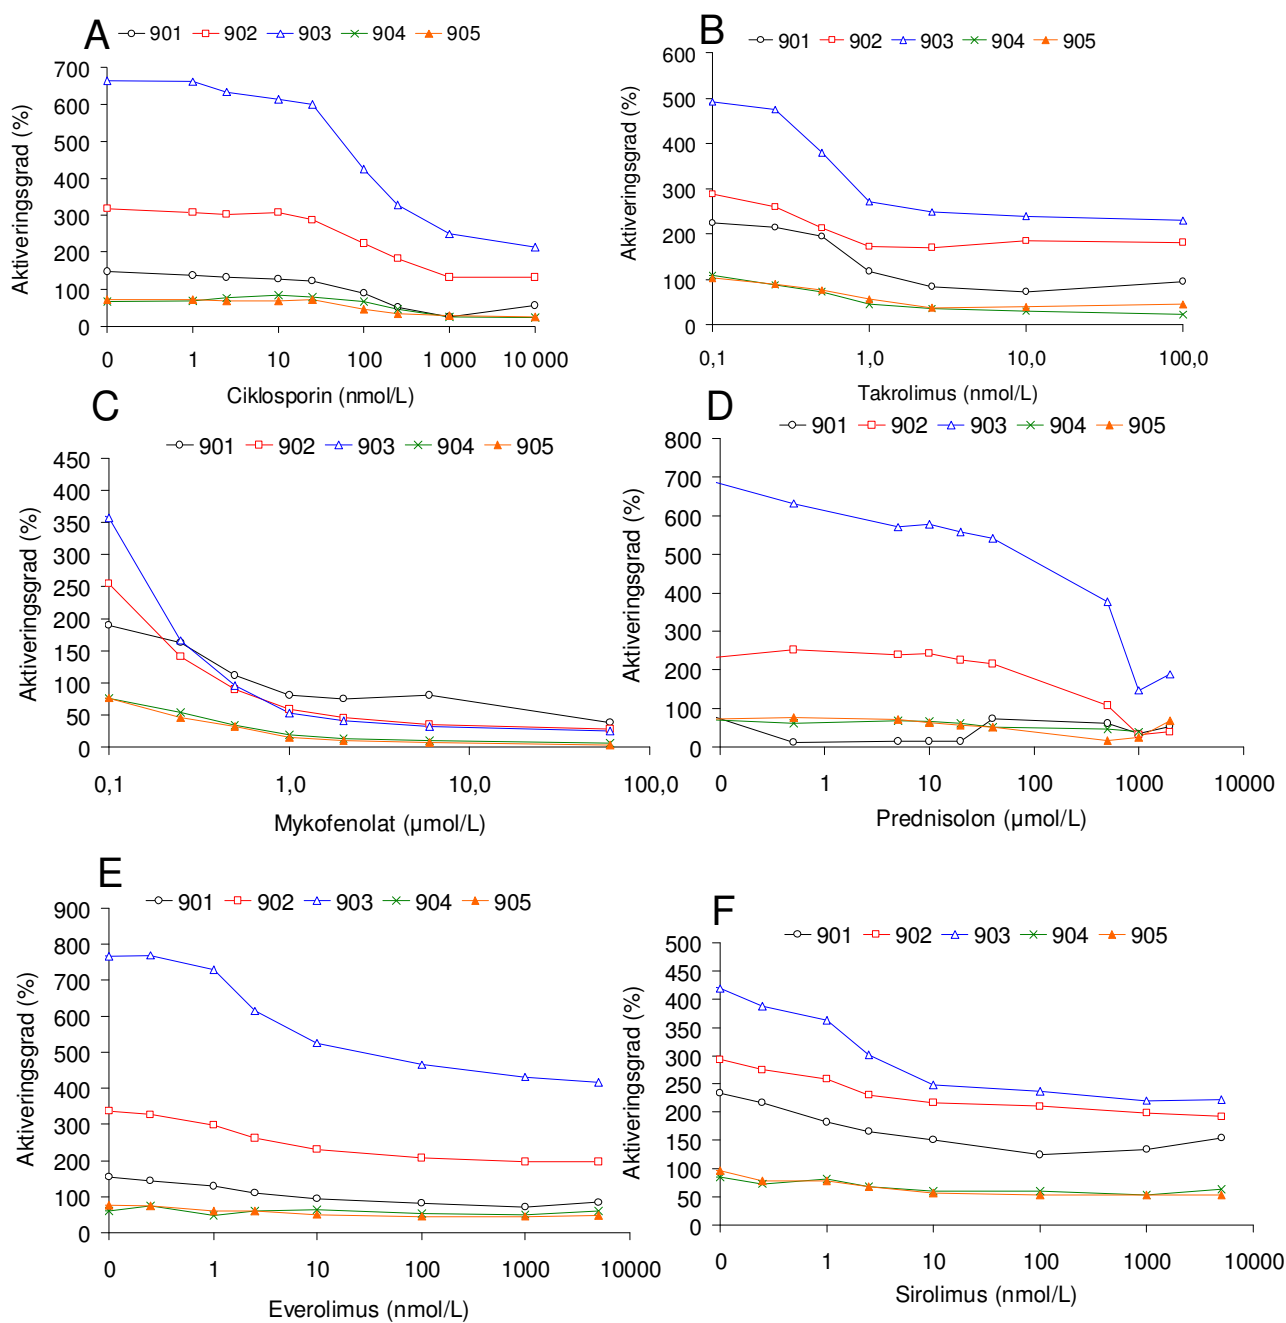 A
901 902 903 904 905
700
600
500
400
300
200
100
0
Aktiveringsgrad (%)
0 1 10 100 1 000 10 000
Ciklosporin (nmol/L)
B
901 902 903 904 905
600
500
400
300
200
100
0
Aktiveringsgrad (%)
0,1 1,0 10,0 100,0
Takrolimus (nmol/L)
C
901 902 903 904 905
450
400
350
300
250
200
150
100
50
0
Aktiveringsgrad (%)
0,1 1,0 10,0 100,0
Mykofenolat (µmol/L)
D
901 902 903 904 905
800
700
600
500
400
300
200
100
0
Aktiveringsgrad (%)
0 1 10 100 1000 10000
Prednisolon (µmol/L)
E
901 902 903 904 905
900
800
700
600
500
400
300
200
100
0
Aktiveringsgrad (%)
0 1 10 100 1000 10000
Everolimus (nmol/L)
F
901 902 903 904 905
500
450
400
350
300
250
200
150
100
50
0
Aktiveringsgrad (%)
0 1 10 100 1000 10000
Sirolimus (nmol/L)